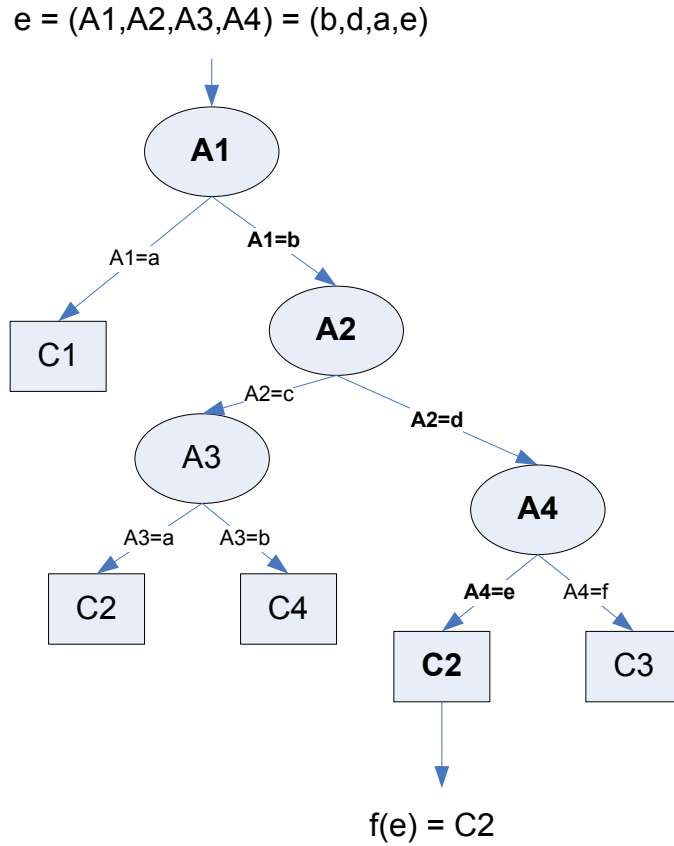 e = (A1,A2,A3,A4) = (b,d,a,e)
A1
A1=a
A1=b
C1
A2
A2=c
A2=d
A3
A4
A3=a
A3=b
A4=e
A4=f
C2
C4
C2
C3
f(e) = C2